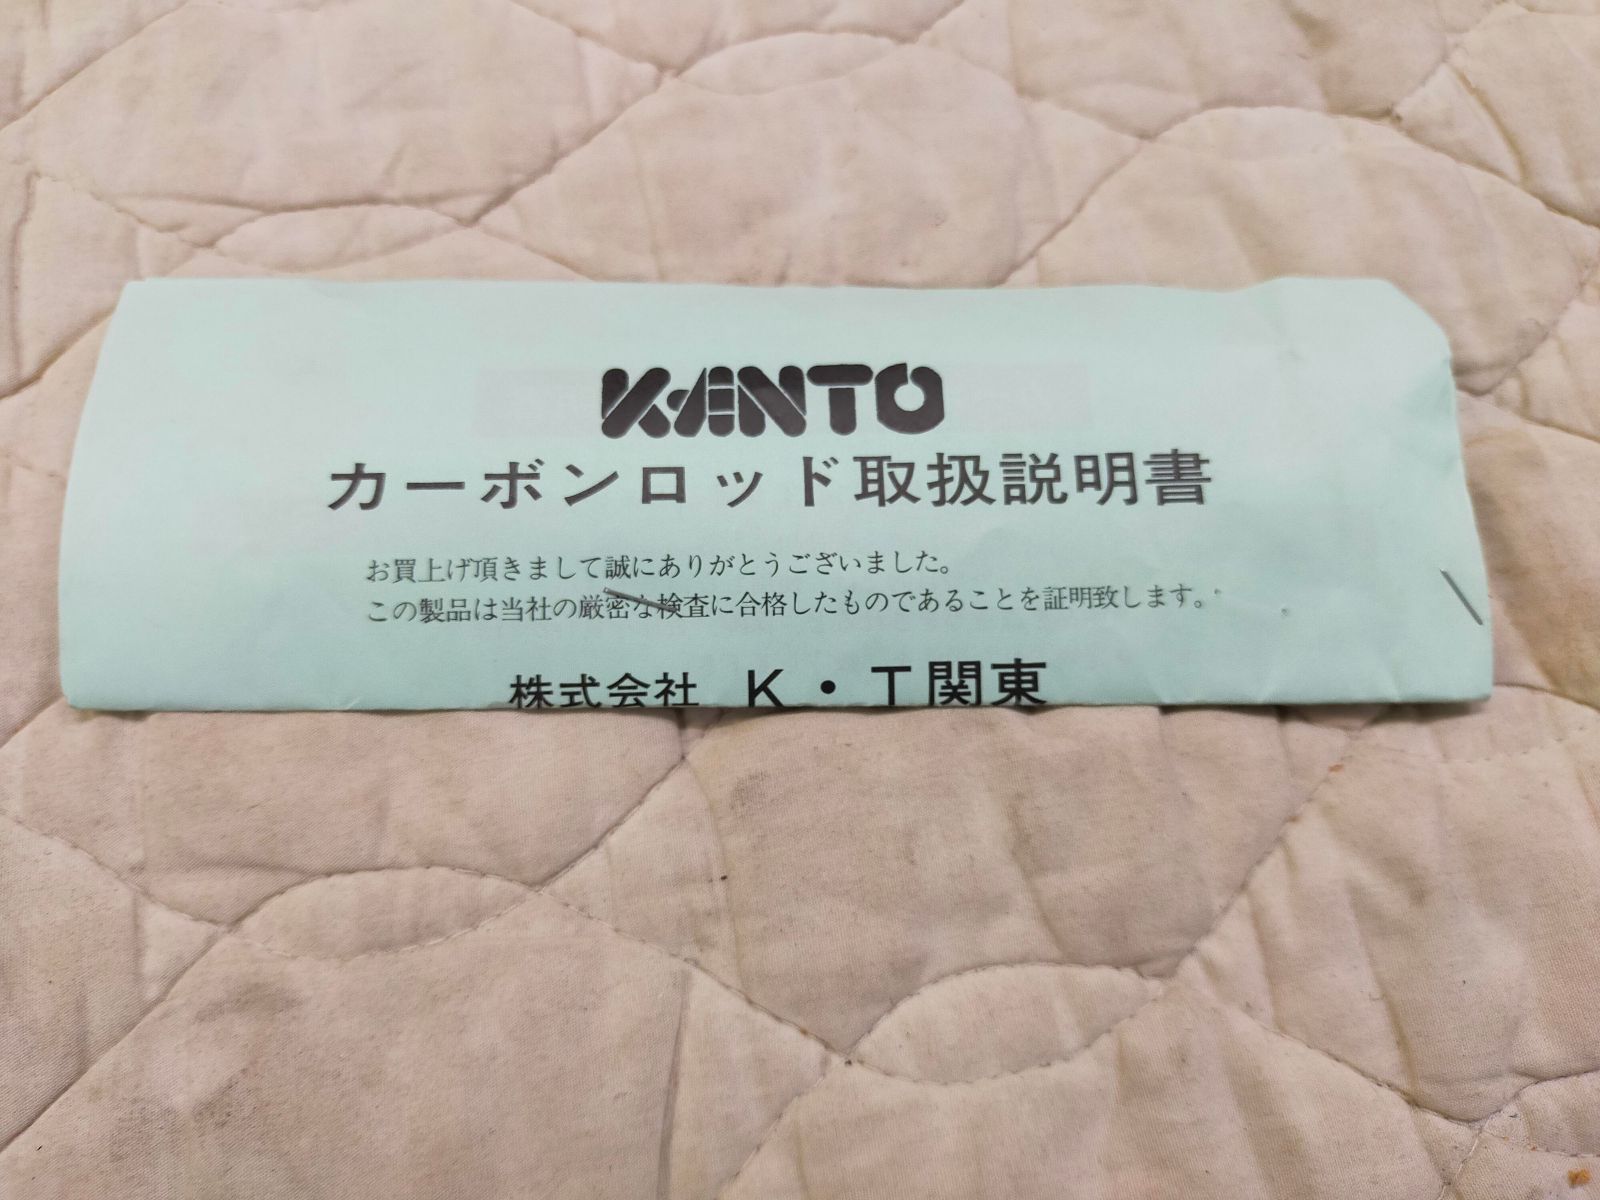 KANTO
カーボンロッド取扱説明書
お買上げ頂きまして誠にありがとうございました。
この製品は当社の厳密な検査に合格したものであることを証明致します。
株式会社 K・T関東